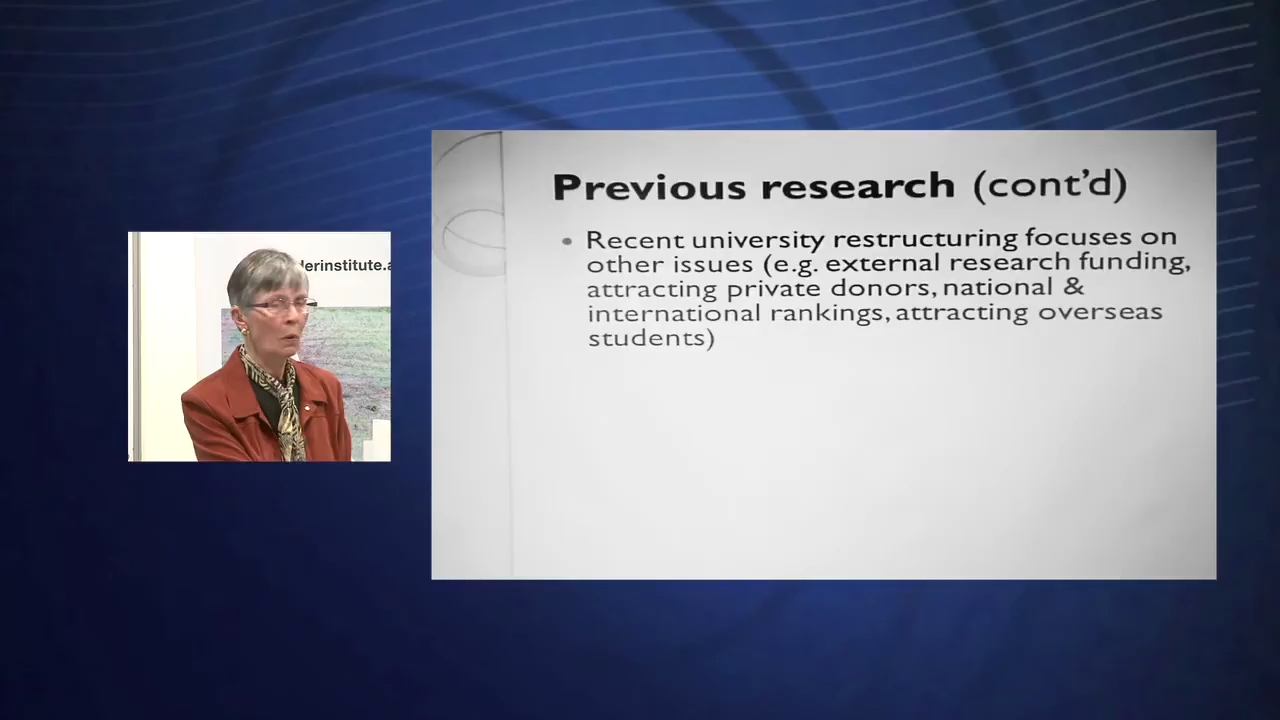 derinstitute.a
Previous research (cont'd)
• Recent university restructuring focuses on
other issues (e.g. external research funding,
attracting private donors, national &
international rankings, attracting overseas
students)